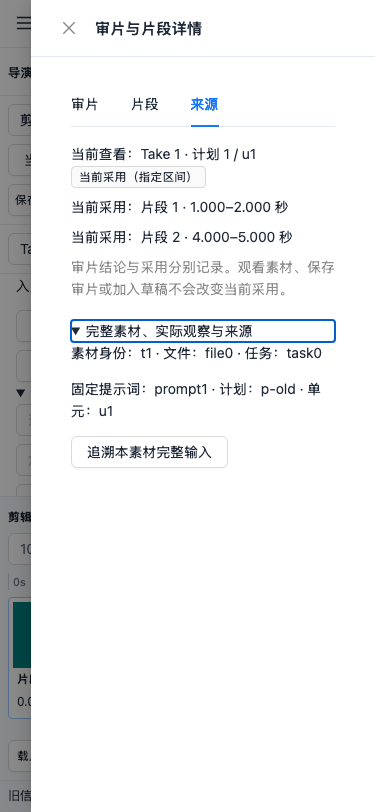 审片与片段详情
审片
片段
来源
当前查看：Take 1 · 计划 1 / u1
当前采用（指定区间）
当前采用：片段 1 · 1.000–2.000 秒
当前采用：片段 2 · 4.000–5.000 秒
审片结论与采用分别记录。观看素材、保存
审片或加入草稿不会改变当前采用。
▼ 完整素材、实际观察与来源
素材身份：t1 · 文件：file0 · 任务：task0
固定提示词：prompt1 · 计划：p-old · 单
元：u1
追溯本素材完整输入
导演
剪
保存
Ta
入
剪辑
10
0s
片段
0.0
载
旧信